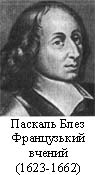 Паскаль Блез
Французький
вчений
(1623-1662)